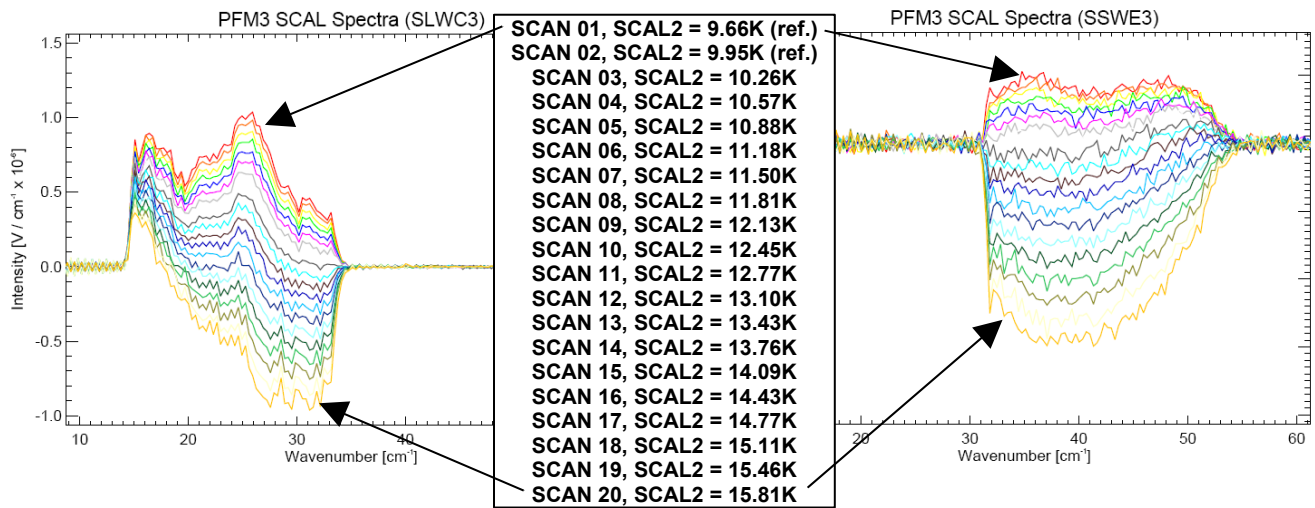 PFM3 SCAL Spectra (SLWC3)
1.5
1.0
0.5
0.0
-0.5
-1.0
Intensity [V / cm⁻¹ x 10⁻⁶]
10
20
30
40
Wavenumber [cm⁻¹]
SCAN 01, SCAL2 = 9.66K (ref.)
SCAN 02, SCAL2 = 9.95K (ref.)
SCAN 03, SCAL2 = 10.26K
SCAN 04, SCAL2 = 10.57K
SCAN 05, SCAL2 = 10.88K
SCAN 06, SCAL2 = 11.18K
SCAN 07, SCAL2 = 11.50K
SCAN 08, SCAL2 = 11.81K
SCAN 09, SCAL2 = 12.13K
SCAN 10, SCAL2 = 12.45K
SCAN 11, SCAL2 = 12.77K
SCAN 12, SCAL2 = 13.10K
SCAN 13, SCAL2 = 13.43K
SCAN 14, SCAL2 = 13.76K
SCAN 15, SCAL2 = 14.09K
SCAN 16, SCAL2 = 14.43K
SCAN 17, SCAL2 = 14.77K
SCAN 18, SCAL2 = 15.11K
SCAN 19, SCAL2 = 15.46K
SCAN 20, SCAL2 = 15.81K
PFM3 SCAL Spectra (SSWE3)
20
30
40
50
60
Wavenumber [cm⁻¹]